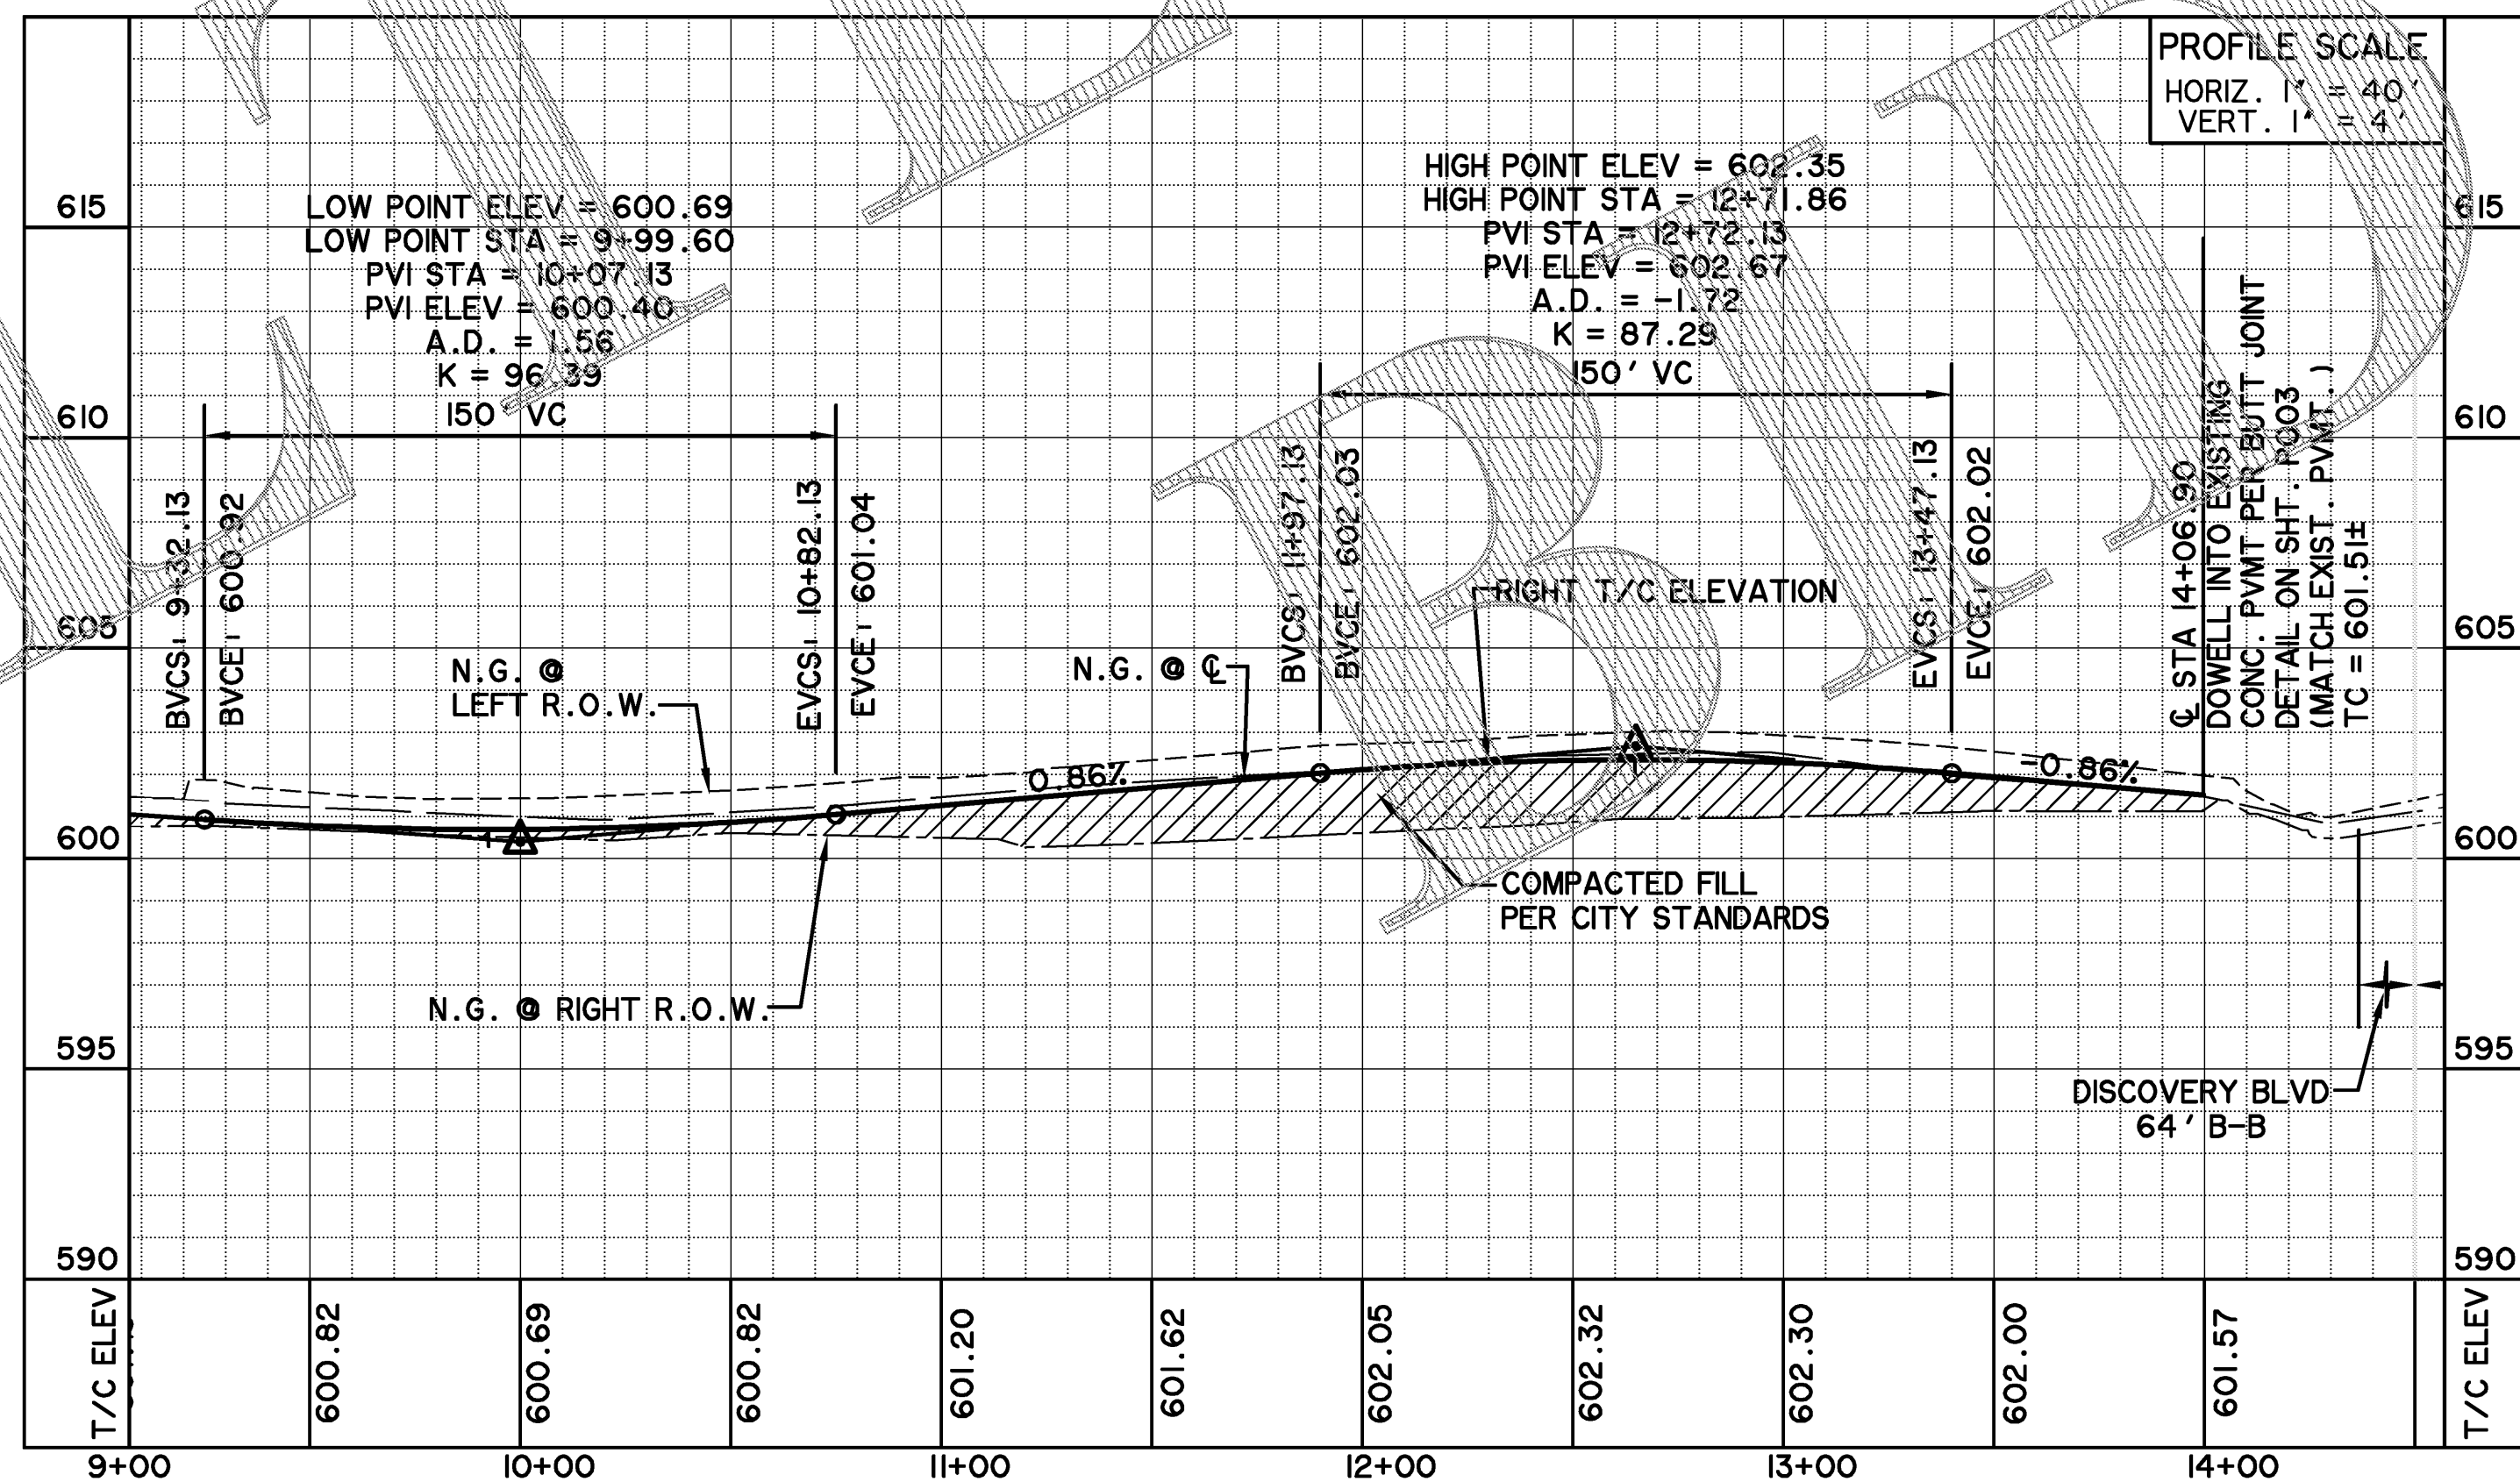 PROFILE SCALE
HORIZ. 1" = 40'
VERT. 1" = 4'
HIGH POINT ELEV = 602.35
HIGH POINT STA = 12+71.86
PVI STA = 12+72.13
PVI ELEV = 602.67
A.D. = -1.72
K = 87.29
150' VC
LOW POINT ELEV = 600.69
LOW POINT STA = 9+99.60
PVI STA = 10+07.13
PVI ELEV = 600.40
A.D. = 1.56
K = 96.39
150' VC
615
615
610
610
605
605
600
600
595
595
590
590
BVCS: 9+32.13
BVCE: 600.92
EVCS: 10+82.13
EVCE: 601.04
BVCS: 11+97.13
BVCE: 602.03
EVCS: 13+47.13
EVCE: 602.02
℄ STA 14+06.90
DOWELL INTO EXISTING
CONC. PVMT PER BUTT JOINT
DETAIL ON SHT. P003
(MATCH EXIST. PVMT.)
TC = 601.51±
RIGHT T/C ELEVATION
N.G. @
LEFT R.O.W.
N.G. @ ℄
0.86%
-0.86%
COMPACTED FILL
PER CITY STANDARDS
N.G. @ RIGHT R.O.W.
DISCOVERY BLVD
64' B-B
T/C ELEV
600.82
600.69
600.82
601.20
601.62
602.05
602.32
602.30
602.00
601.57
T/C ELEV
9+00
10+00
11+00
12+00
13+00
14+00